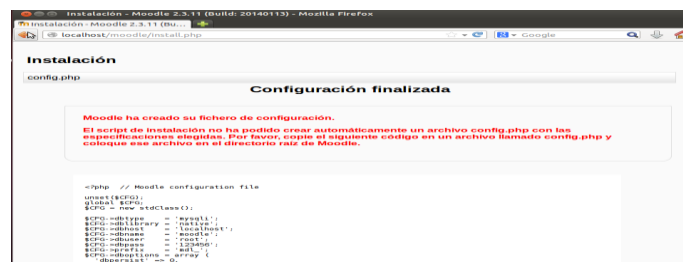 Instalación - Moodle 2.3.11 (Build: 20140113) - Mozilla Firefox
Instalación - Moodle 2.3.11 (Bu...
localhost/moodle/install.php
Google
Instalación
config.php
Configuración finalizada
Moodle ha creado su fichero de configuración.
El script de instalación no ha podido crear automáticamente un archivo config.php con las
especificaciones elegidas. Por favor, copie el siguiente código en un archivo llamado config.php y
coloque ese archivo en el directorio raíz de Moodle.
<?php // Moodle configuration file
unset($CFG);
global $CFG;
$CFG = new stdClass();
$CFG->dbtype = 'mysqli';
$CFG->dblibrary = 'native';
$CFG->dbhost = 'localhost';
$CFG->dbname = 'moodle';
$CFG->dbuser = 'root';
$CFG->dbpass = '123456';
$CFG->prefix = 'mdl_';
$CFG->dboptions = array (
'dbpersist' => 0,